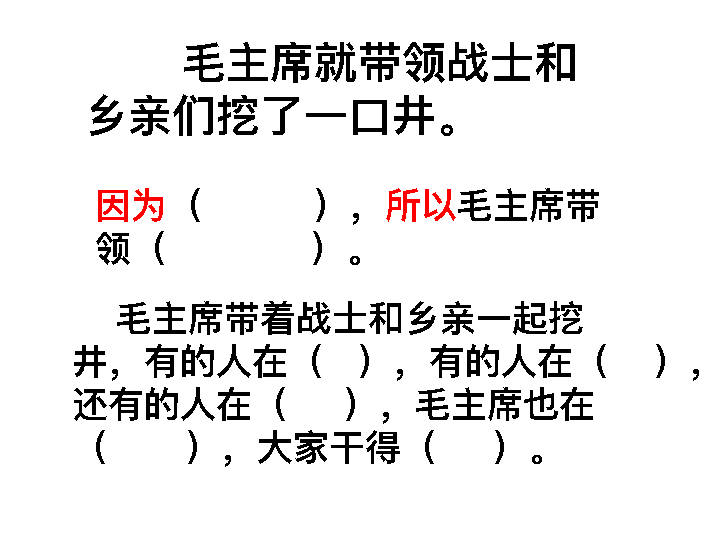 毛主席就带领战士和
乡亲们挖了一口井。
因为（　　　），所以毛主席带
领（　　　　）。
毛主席带着战士和乡亲一起挖
井，有的人在（　），有的人在（　），
还有的人在（　），毛主席也在
（　　），大家干得（　）。